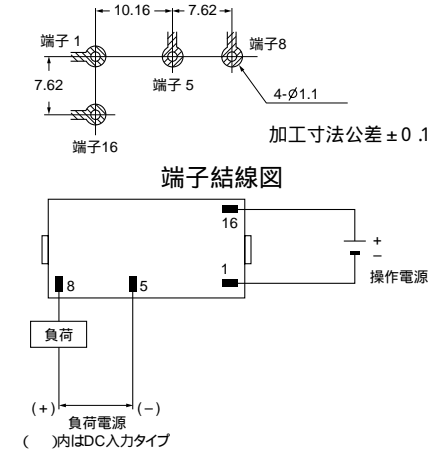 10.16 7.62
端子 1
端子8
7.62
端子 5
4-Ø1.1
端子16
加工寸法公差±0.1
端子結線図
16
+
−
1
操作電源
8
5
負荷
(+)
(−)
負荷電源
( )内はDC入力タイプ